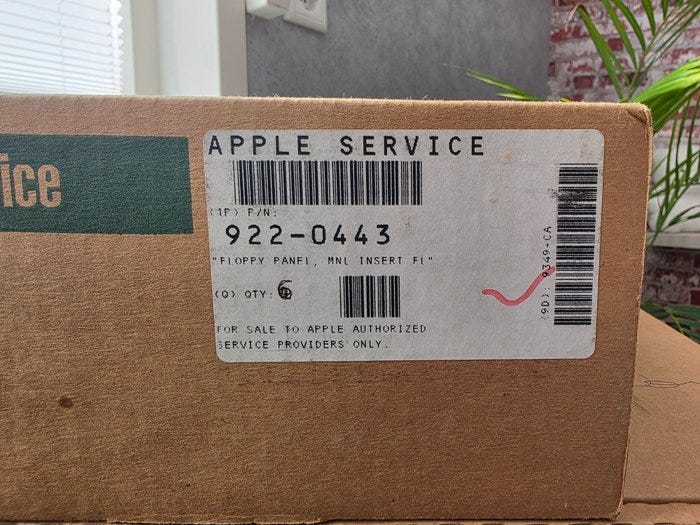 ice
APPLE SERVICE
(1P) P/N:
922-0443
"FLOPPY PANEL, MNL INSERT FL"
(Q) QTY: 6
(9D): 9349-CA
FOR SALE TO APPLE AUTHORIZED
SERVICE PROVIDERS ONLY.